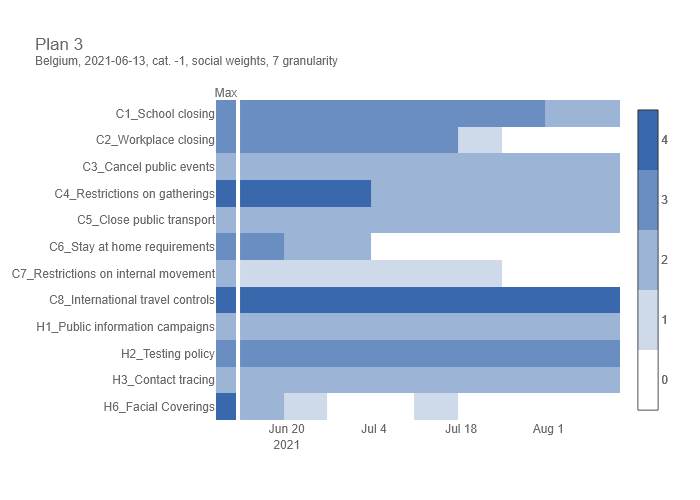 Plan 3
Belgium, 2021-06-13, cat. -1, social weights, 7 granularity
Max
C1_School closing
C2_Workplace closing
C3_Cancel public events
C4_Restrictions on gatherings
C5_Close public transport
C6_Stay at home requirements
C7_Restrictions on internal movement
C8_International travel controls
H1_Public information campaigns
H2_Testing policy
H3_Contact tracing
H6_Facial Coverings
Jun 20 Jul 4 Jul 18 Aug 1
2021
4
3
2
1
0